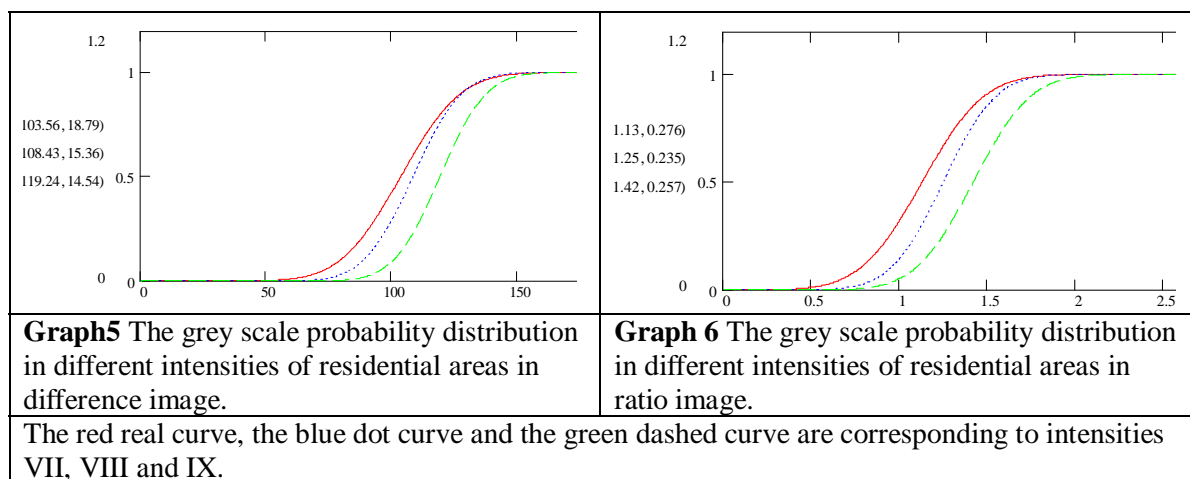 1.2
1
103.56, 18.79)
108.43, 15.36)
119.24, 14.54)
0.5
0
0
0 50 100 150
Graph5 The grey scale probability distribution
in different intensities of residential areas in
difference image.
1.2
1
1.13, 0.276)
1.25, 0.235)
1.42, 0.257)
0.5
0
0
0 0.5 1 1.5 2 2.5
Graph 6 The grey scale probability distribution
in different intensities of residential areas in
ratio image.
The red real curve, the blue dot curve and the green dashed curve are corresponding to intensities
VII, VIII and IX.